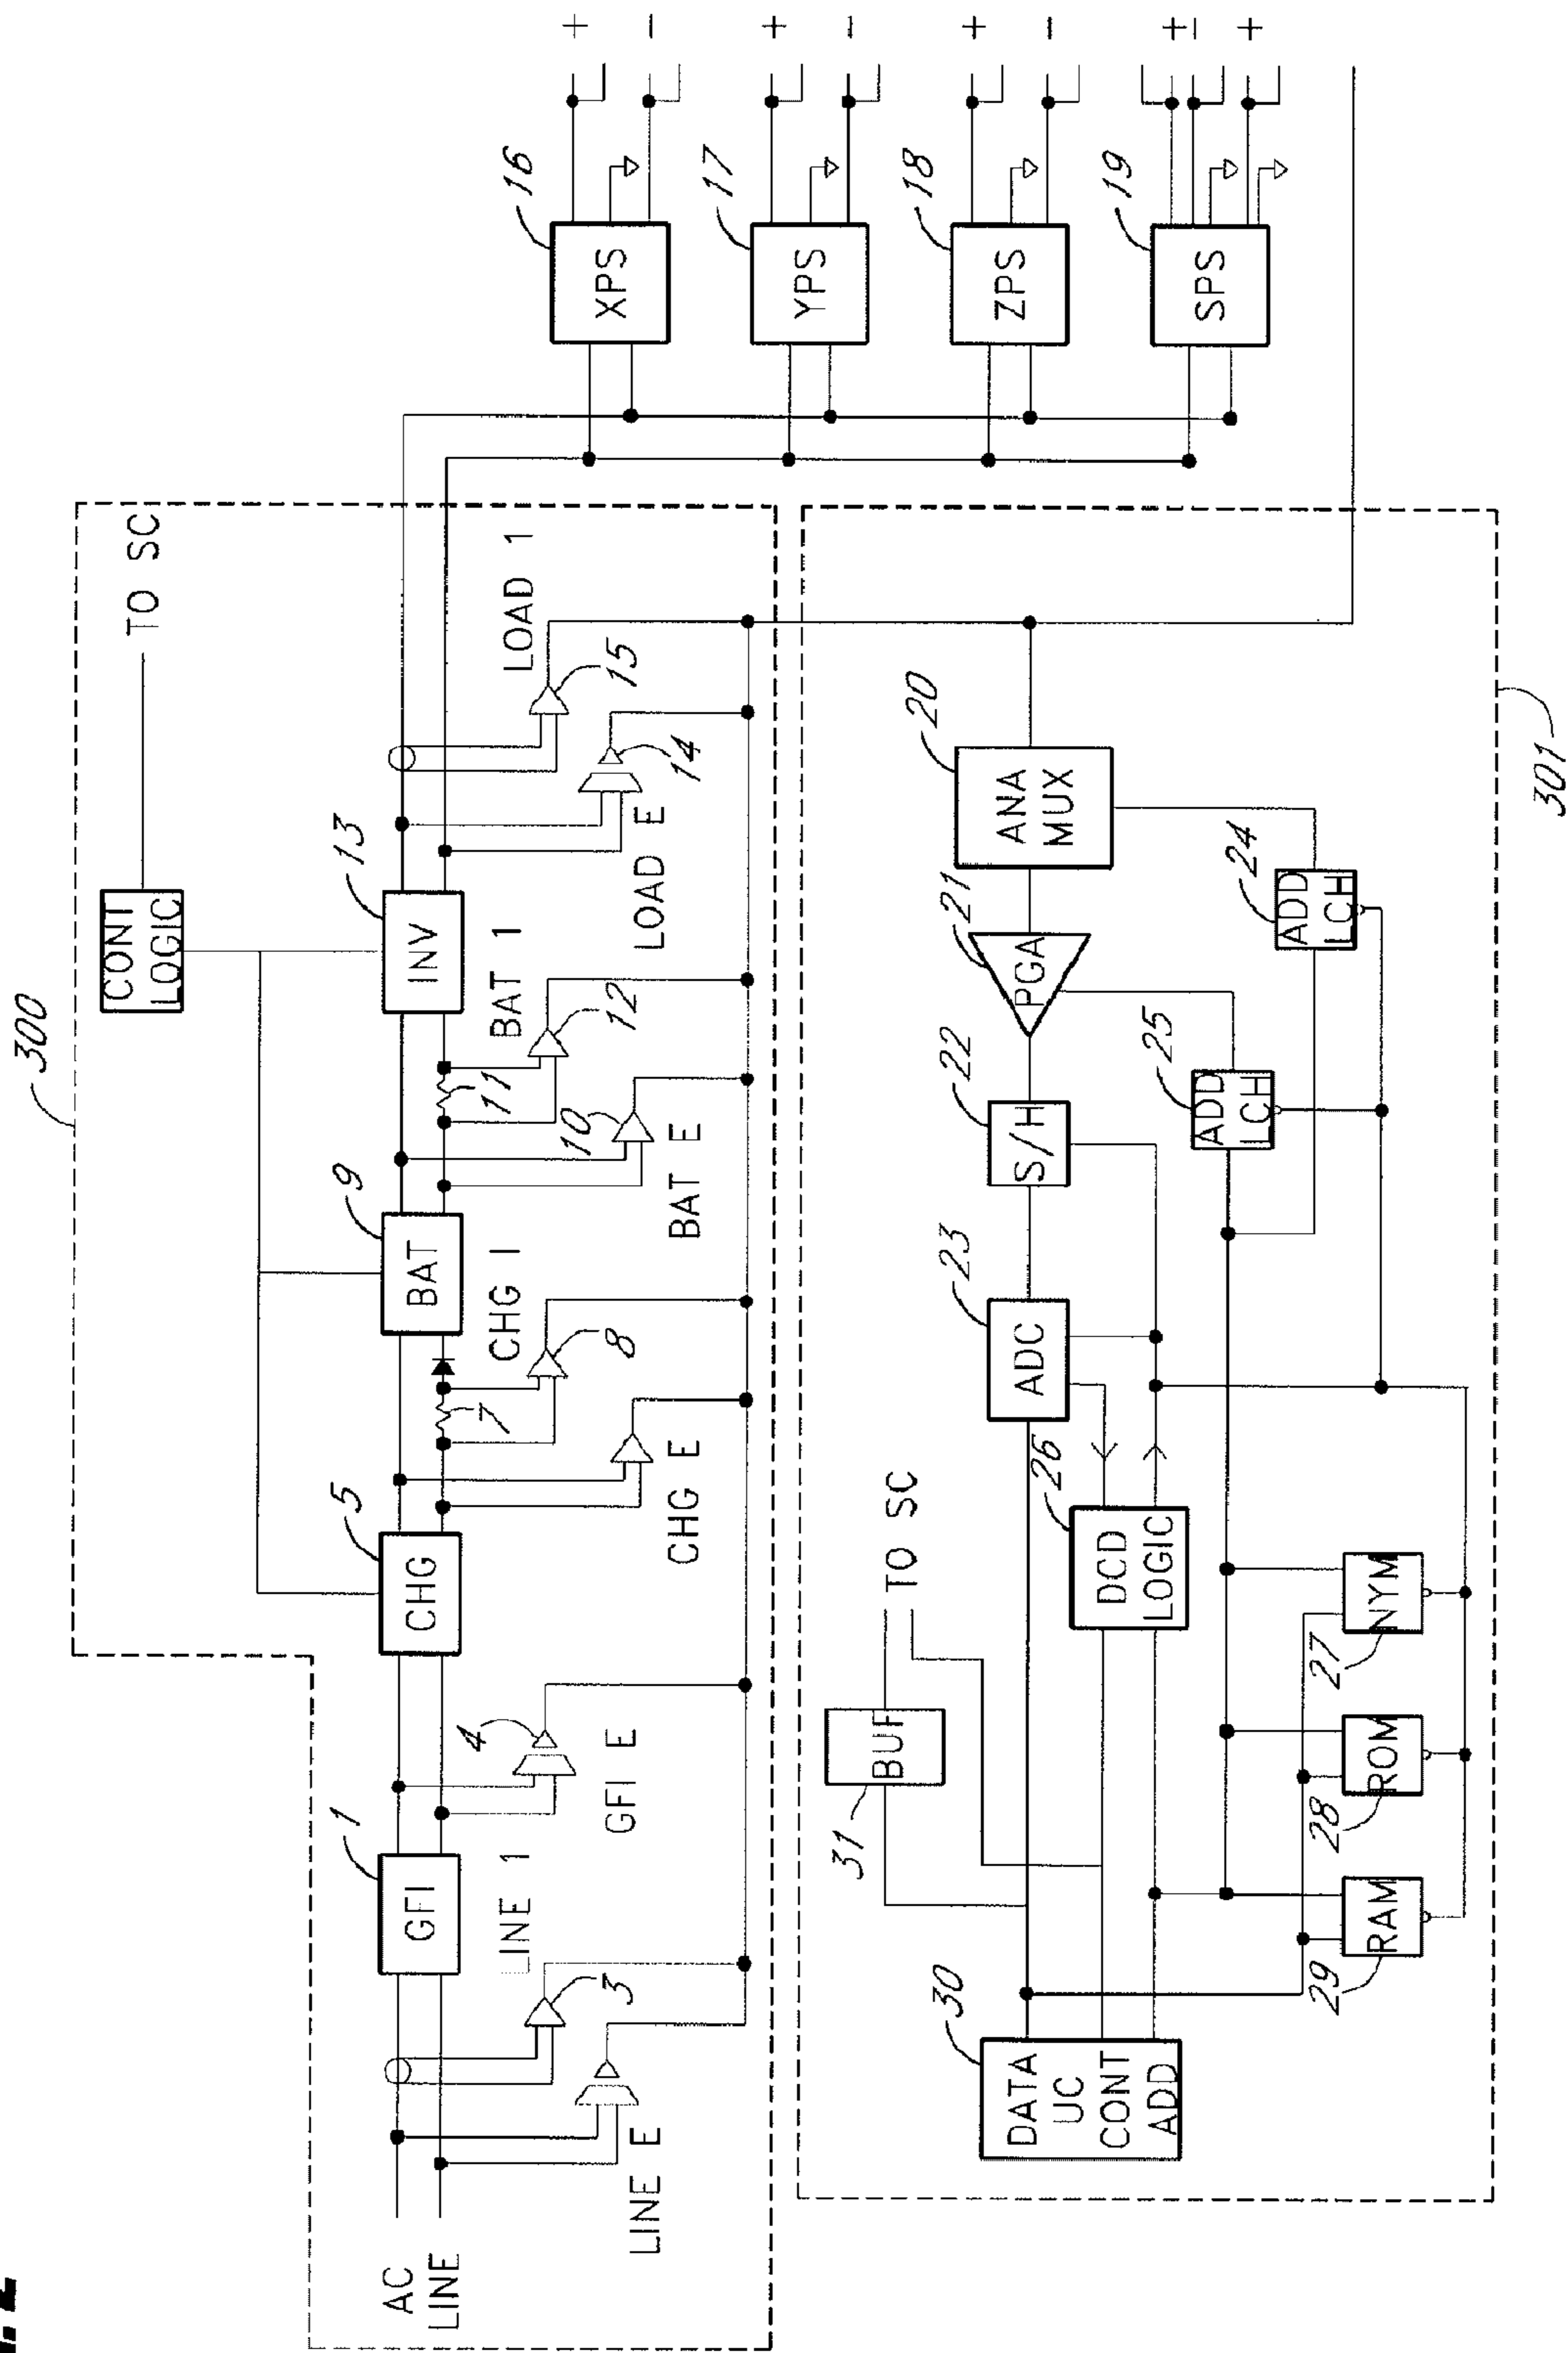 300
CONT
LOGIC
TO SC
AC
LINE
1
GFI
5
CHG
9
BAT
13
INV
LINE E
3
LINE 1
4
GFI E
7
CHG E
8
CHG I
10
BAT E
11
12
BAT 1
14
LOAD E
15
LOAD 1
16
XPS
+
−
17
YPS
+
−
18
ZPS
+
−
19
SPS
+
−
+
301
30
DATA
UC
CONT
ADD
31
BUF
TO SC
26
DCD
LOGIC
23
ADC
22
S/H
21
PGA
20
ANA
MUX
25
ADD
LCH
24
ADD
LCH
29
RAM
28
ROM
27
NYM